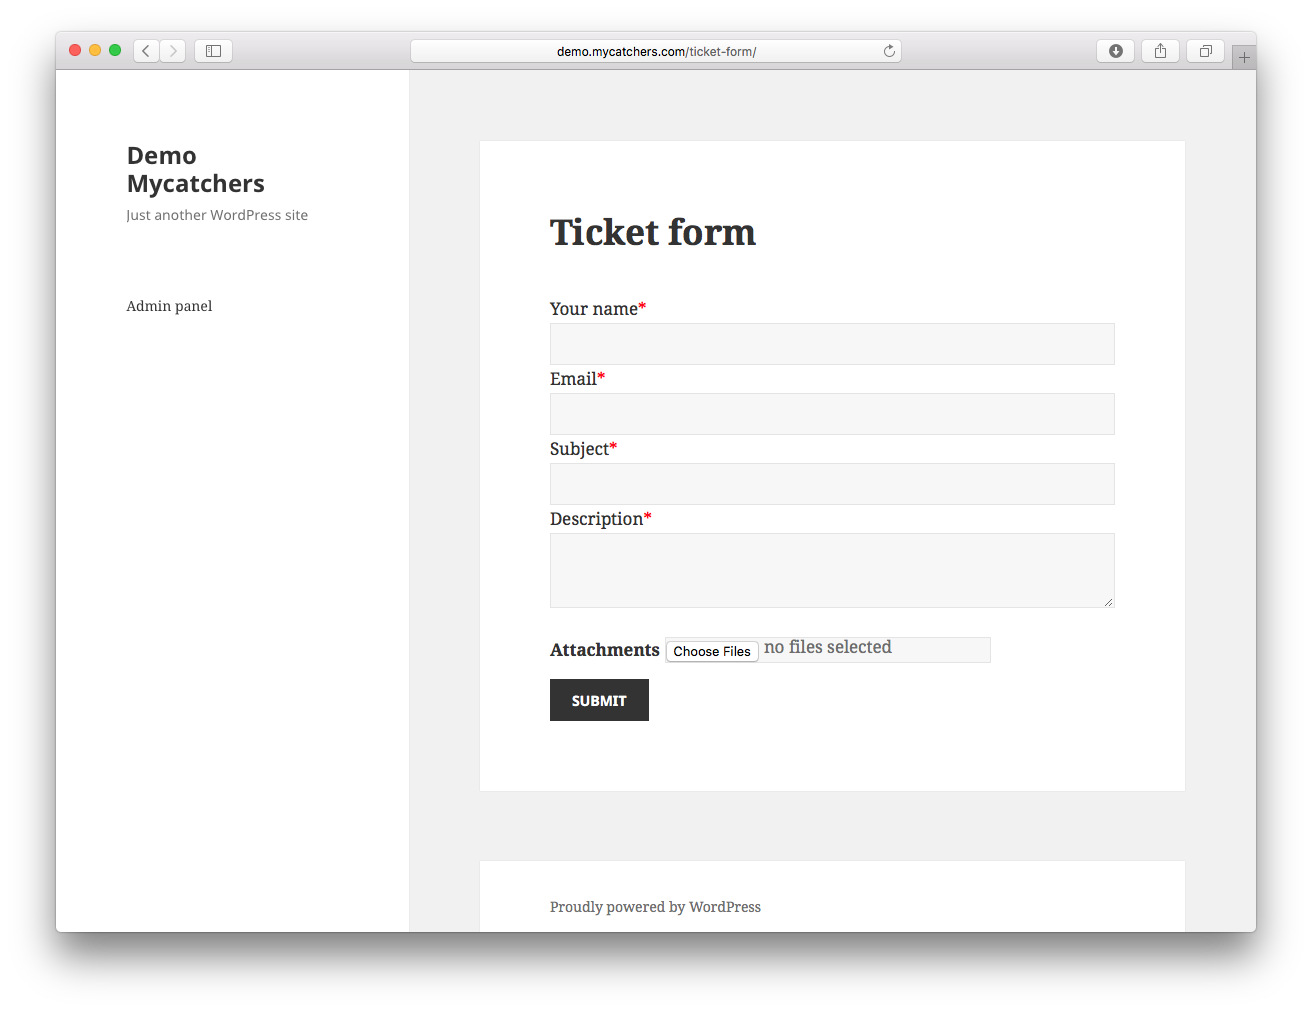 demo.mycatchers.com/ticket-form/
Demo
Mycatchers
Just another WordPress site
Admin panel
Ticket form
Your name*
Email*
Subject*
Description*
Attachments Choose Files no files selected
SUBMIT
Proudly powered by WordPress